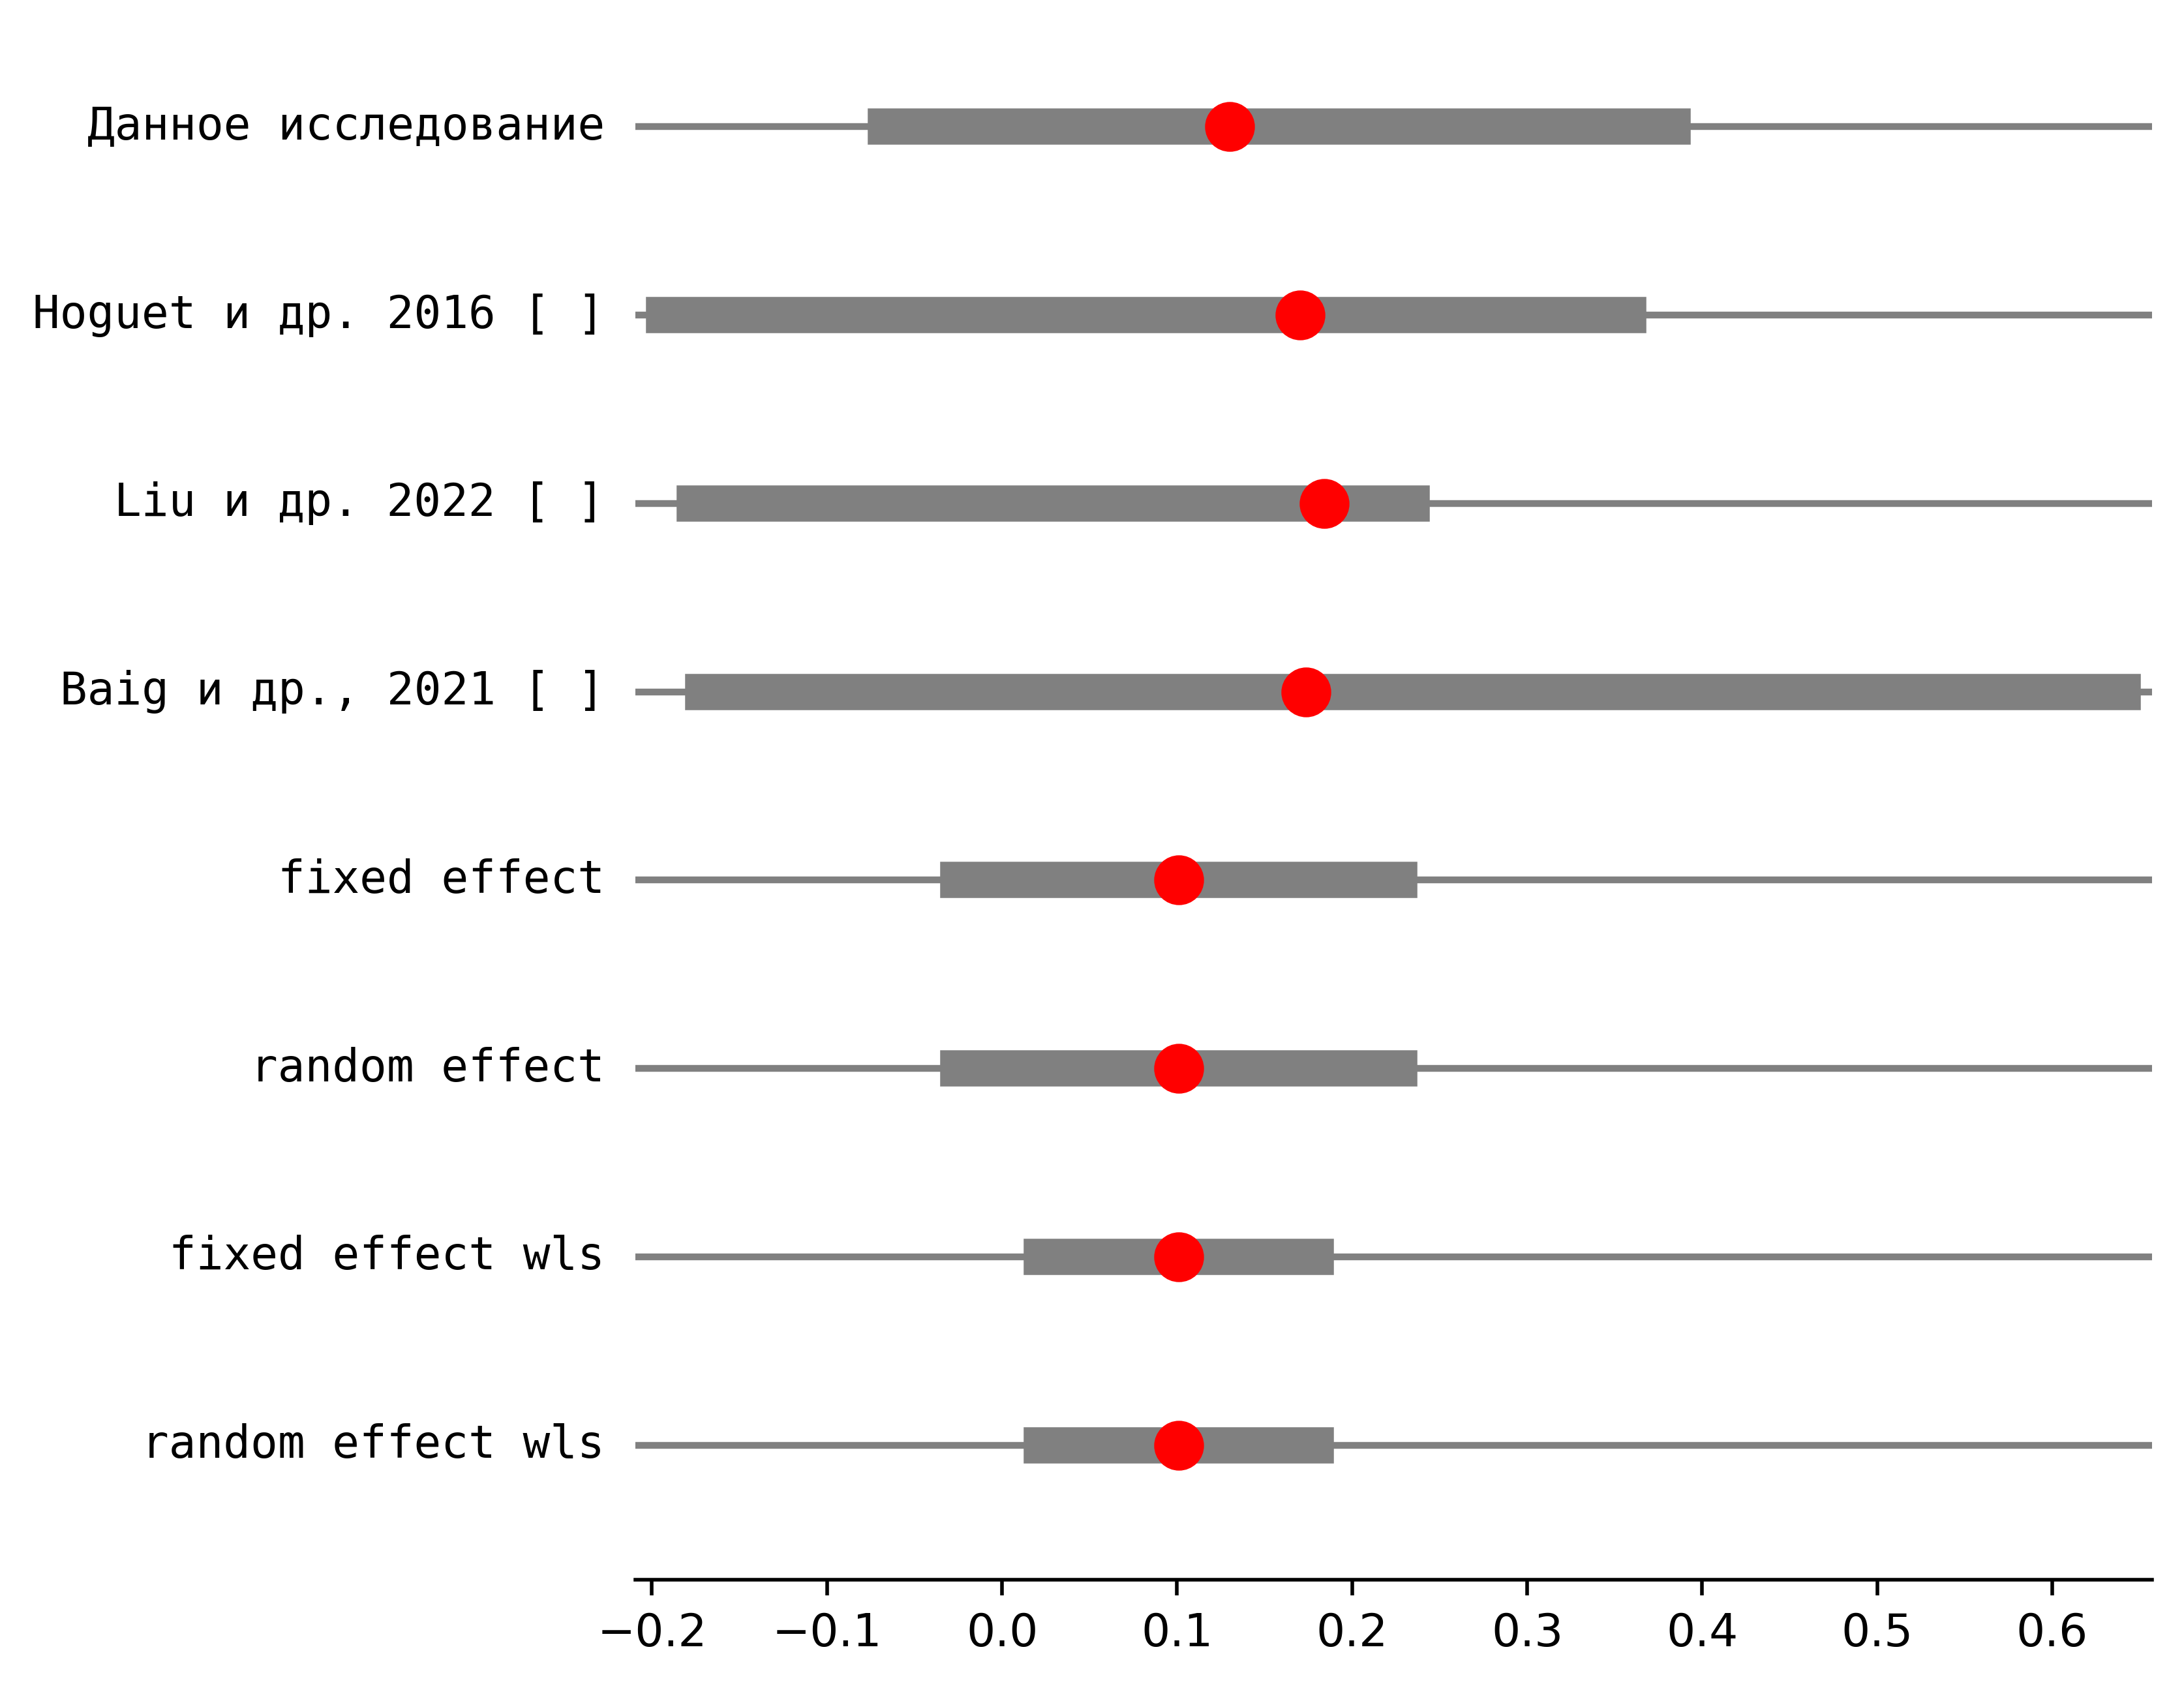 Данное исследование
Hoguet и др. 2016 [ ]
Liu и др. 2022 [ ]
Baig и др., 2021 [ ]
fixed effect
random effect
fixed effect wls
random effect wls
−0.2 −0.1 0.0 0.1 0.2 0.3 0.4 0.5 0.6